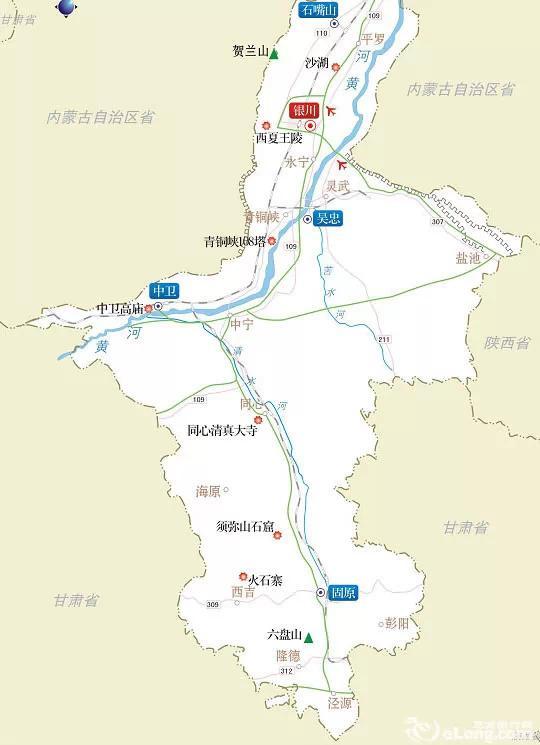 石嘴山
甘肃省
109
110
平罗
河
贺兰山
沙湖
黄
内蒙古自治区省
内蒙古自治区省
银川
西夏王陵
永宁
灵武
青铜峡
吴忠
307
青铜峡108塔
109
盐池
苦
水
河
中卫
中卫高庙
中宁
黄
河
211
陕西省
清
水
河
109
同心
同心清真大寺
海原
须弥山石窟
甘肃省
火石寨
西吉
309
固原
甘肃省
彭阳
六盘山
隆德
312
泾源
eLong.com